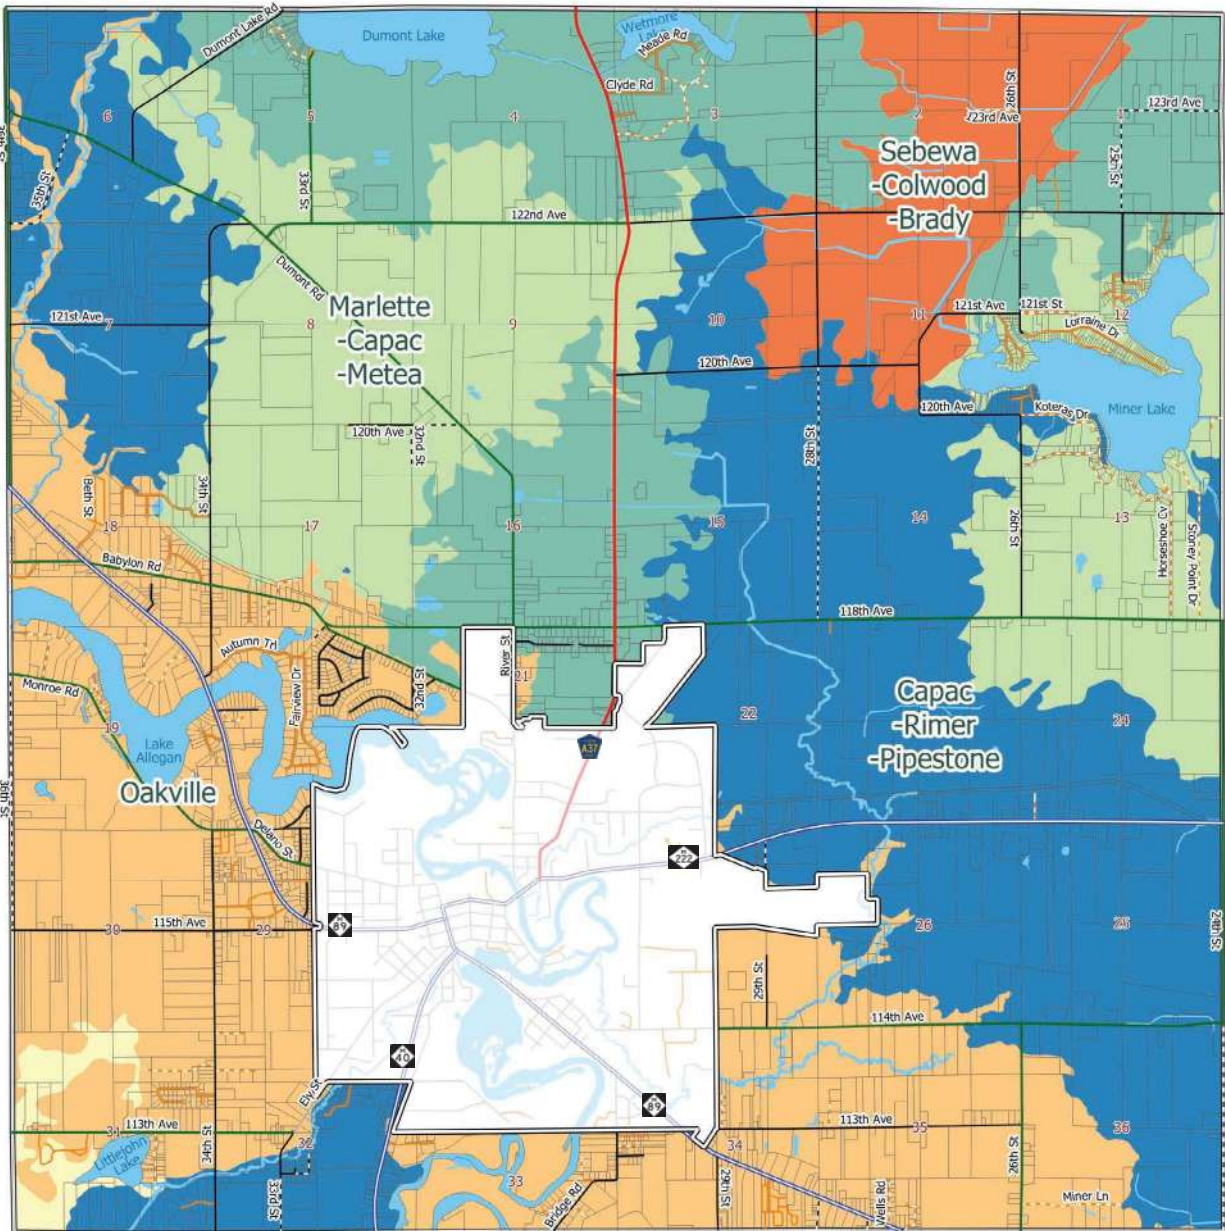 Dumont Lake Rd
Dumont Lake
Wetmore
Lake
Meade Rd
Clyde Rd
6
5
4
3
2
1
26th St
123rd Ave
123rd Ave
25th St
35th St
33rd St
Sebewa
-Colwood
-Brady
122nd Ave
Dumont Rd
Marlette
-Capac
-Metea
121st Ave
7
8
9
10
11
12
121st Ave
121st St
Lorraine Dr
120th Ave
120th Ave
Koteras Dr
Miner Lake
120th Ave
32nd St
28th St
34th St
Beth St
18
17
16
15
14
13
26th St
Horseshoe Cv
Stoney Point Dr
Babylon Rd
118th Ave
Autumn Trl
River St
21
32nd St
Fairview Dr
Monroe Rd
19
Lake
Allegan
22
24
Capac
-Rimer
-Pipestone
A37
Oakville
36th St
Delano St
M
222
115th Ave
30
29
M
89
26
25
24th St
29th St
114th Ave
M
40
Ely St
M
89
113th Ave
31
32
113th Ave
35
36
34
Littlejohn
Lake
34th St
33rd St
33
Bridge Rd
29th St
Wells Rd
26th St
Miner Ln